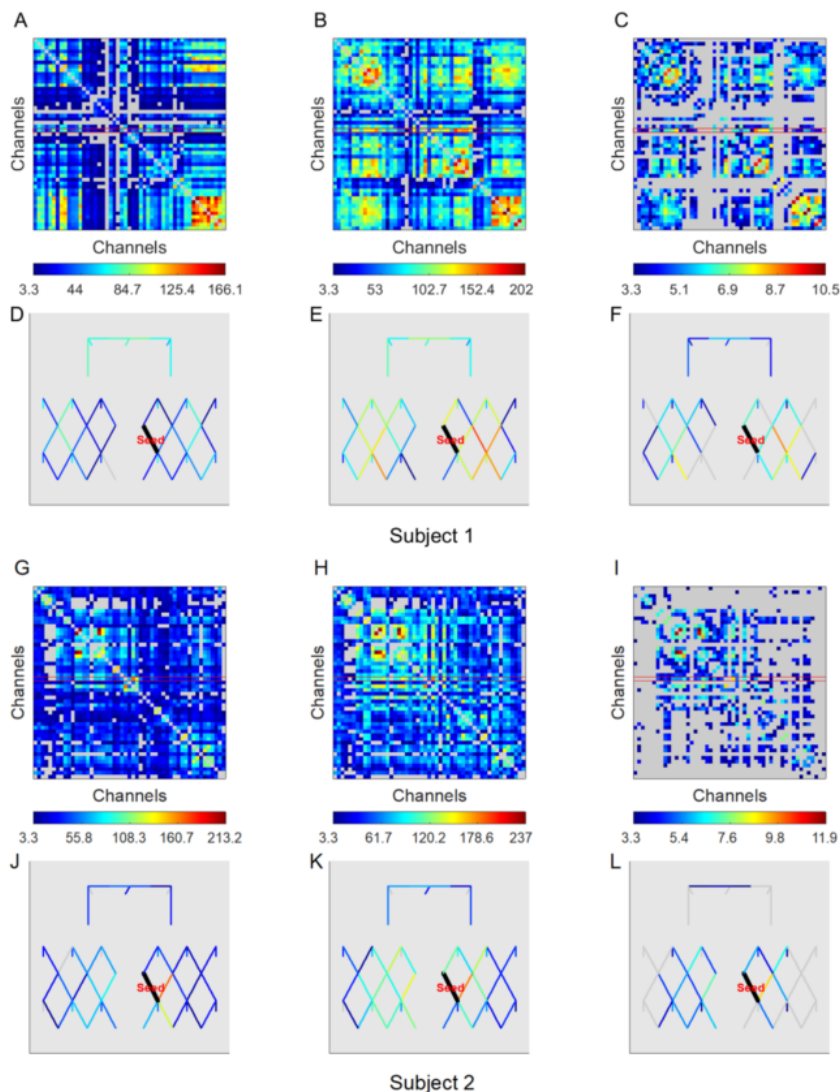 A B C
Channels Channels Channels
Channels Channels Channels
3.3 44 84.7 125.4 166.1 3.3 53 102.7 152.4 202 3.3 5.1 6.9 8.7 10.5
D E F
Seed Seed Seed
Subject 1
G H I
Channels Channels Channels
Channels Channels Channels
3.3 55.8 108.3 160.7 213.2 3.3 61.7 120.2 178.6 237 3.3 5.4 7.6 9.8 11.9
J K L
Seed Seed Seed
Subject 2